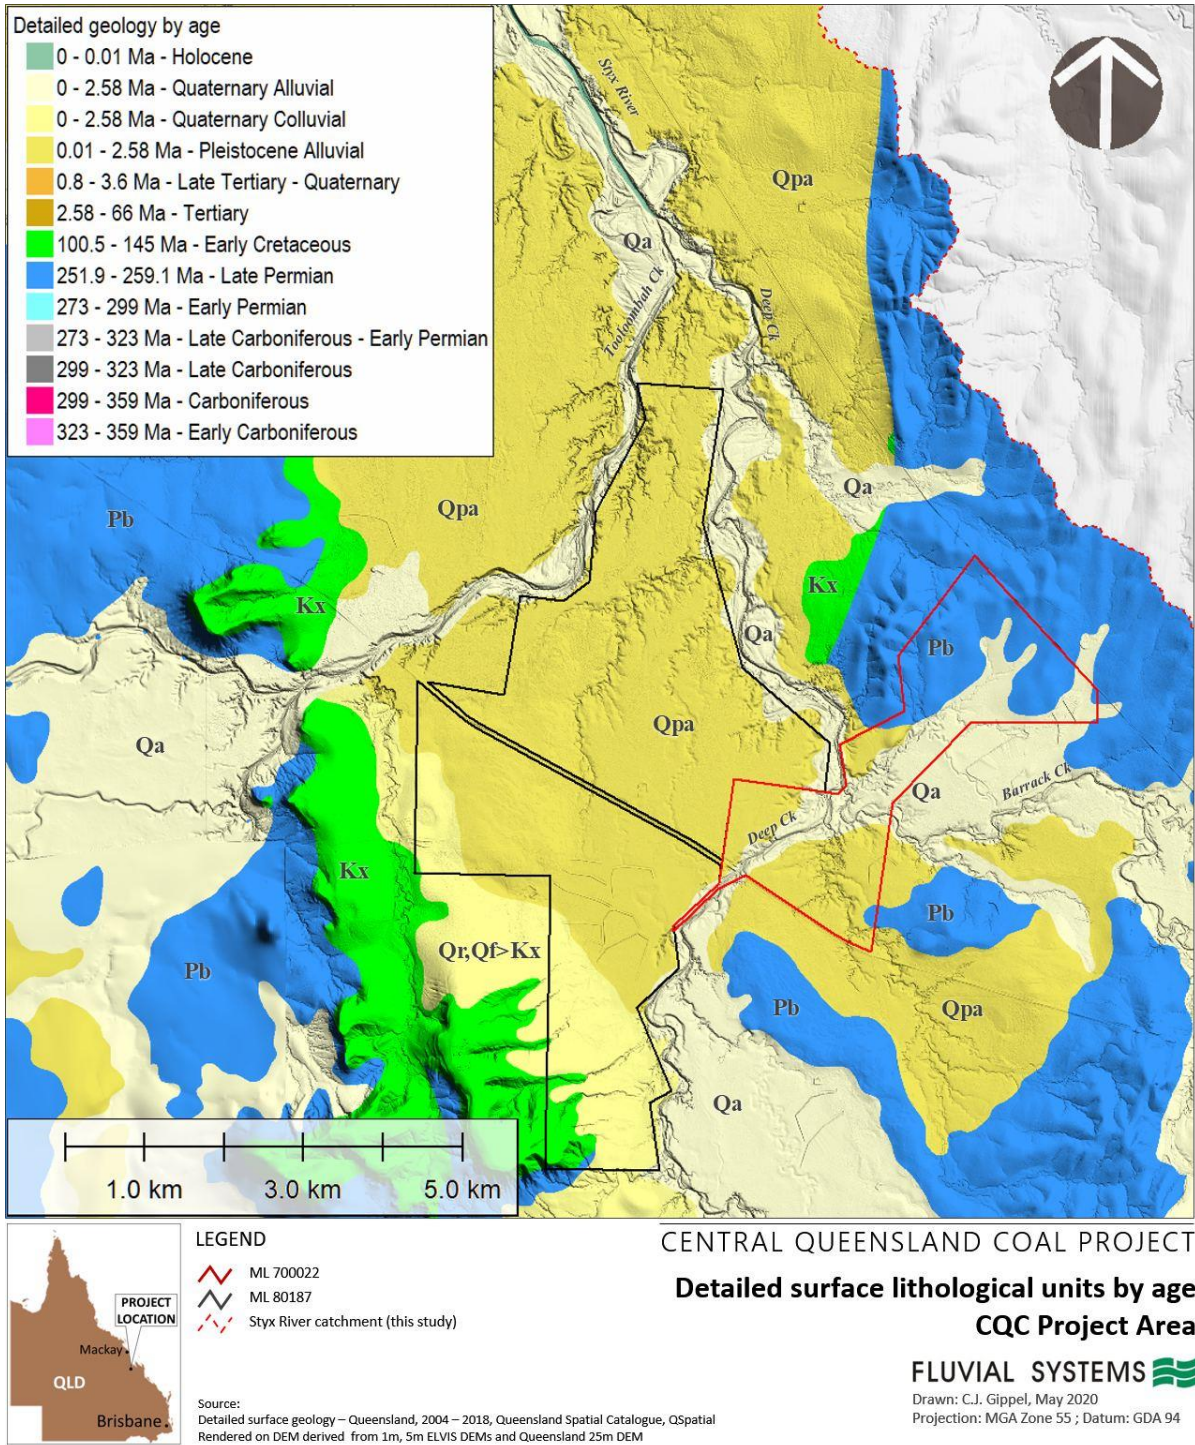 Detailed geology by age
0 - 0.01 Ma - Holocene
0 - 2.58 Ma - Quaternary Alluvial
0 - 2.58 Ma - Quaternary Colluvial
0.01 - 2.58 Ma - Pleistocene Alluvial
0.8 - 3.6 Ma - Late Tertiary - Quaternary
2.58 - 66 Ma - Tertiary
100.5 - 145 Ma - Early Cretaceous
251.9 - 259.1 Ma - Late Permian
273 - 299 Ma - Early Permian
273 - 323 Ma - Late Carboniferous - Early Permian
299 - 323 Ma - Late Carboniferous
299 - 359 Ma - Carboniferous
323 - 359 Ma - Early Carboniferous
Styx River
Qpa
Qa
Tooloombah Ck
Deep Ck
Qa
Pb
Qpa
Kx
Kx
Qa
Pb
Qa
Qpa
Qa
Barrack Ck
Deep Ck
Kx
Pb
Qr,Qf>Kx
Pb
Pb
Qpa
Qa
1.0 km
3.0 km
5.0 km
PROJECT
LOCATION
Mackay
QLD
Brisbane
LEGEND
ML 700022
ML 80187
Styx River catchment (this study)
Source:
Detailed surface geology – Queensland, 2004 – 2018, Queensland Spatial Catalogue, QSpatial
Rendered on DEM derived from 1m, 5m ELVIS DEMs and Queensland 25m DEM
CENTRAL QUEENSLAND COAL PROJECT
Detailed surface lithological units by age
CQC Project Area
FLUVIAL SYSTEMS
Drawn: C.J. Gippel, May 2020
Projection: MGA Zone 55 ; Datum: GDA 94